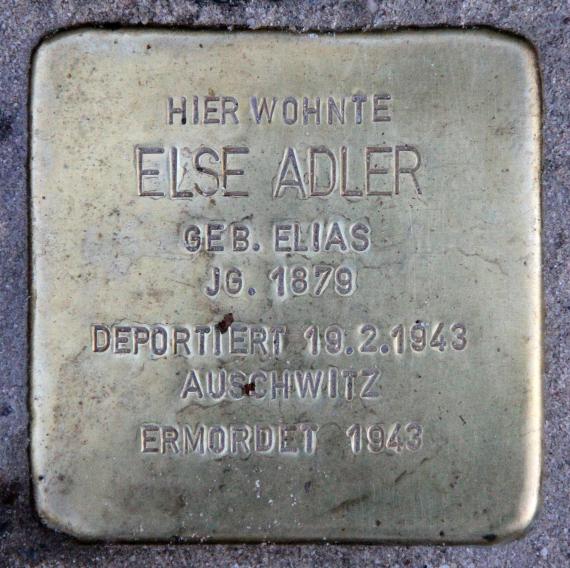 HIER WOHNTE
ELSE ADLER
GEB. ELIAS
JG. 1879
DEPORTIERT 19.2.1943
AUSCHWITZ
ERMORDET 1943